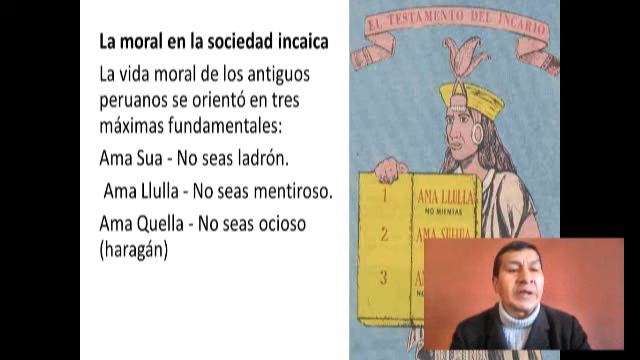 La moral en la sociedad incaica
La vida moral de los antiguos
peruanos se orientó en tres
máximas fundamentales:
Ama Sua - No seas ladrón.
Ama Llulla - No seas mentiroso.
Ama Quella - No seas ocioso
(haragán)
EL TESTAMENTO DEL INCARIO
1 AMA LLULLA
NO MIENTAS
2 AMA
3